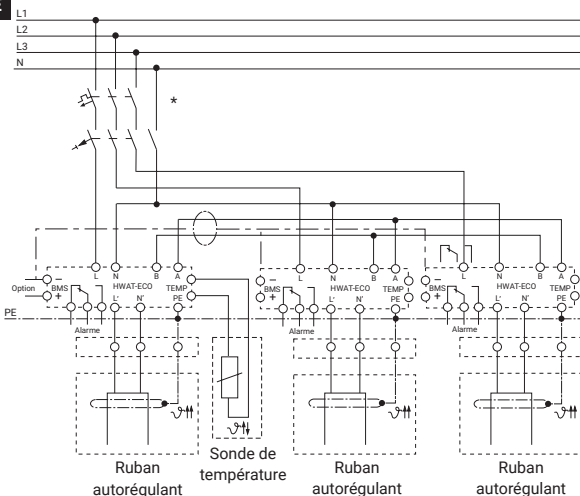 L1
L2
L3
N
*
L N B A
L N B A
L B A
Option
− BMS +
HWAT-ECO
TEMP
L' N' PE
− BMS +
HWAT-ECO
TEMP
L' N' PE
− BMS +
HWAT-ECO
TEMP
L' N' PE
PE
Alarme
Alarme
Alarme
Ruban
autorégulant
Sonde de
température
Ruban
autorégulant
Ruban
autorégulant